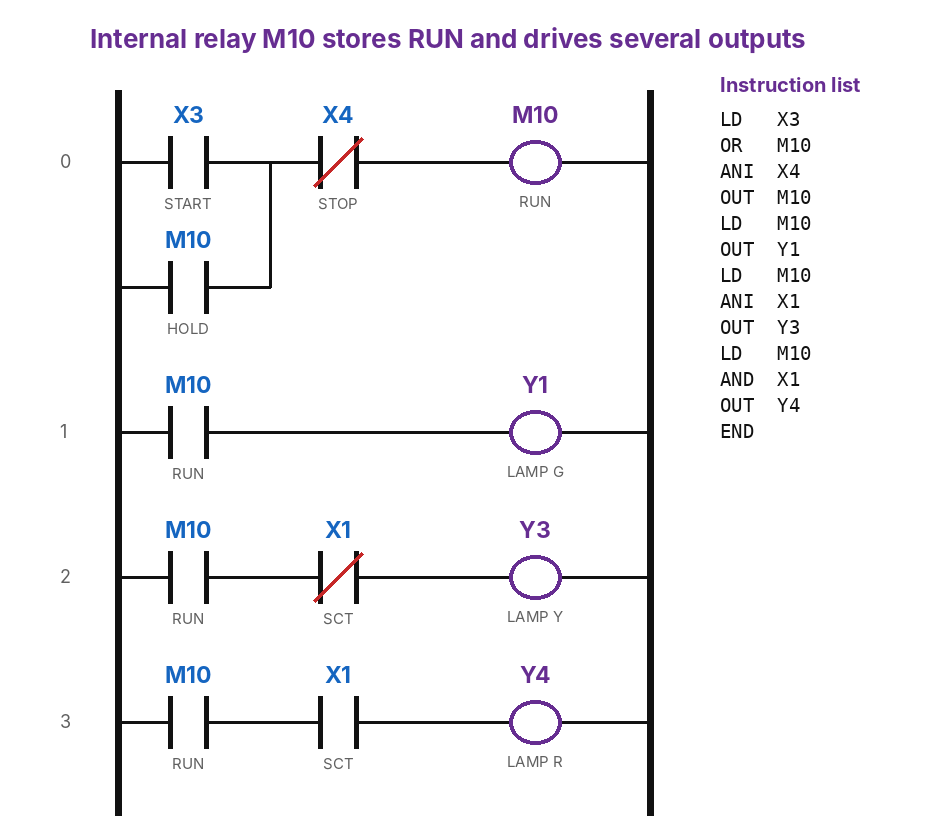 Internal relay M10 stores RUN and drives several outputs
X3 X4 M10
0
START STOP RUN
M10
HOLD
M10 Y1
1
RUN LAMP G
M10 X1 Y3
2
RUN SCT LAMP Y
M10 X1 Y4
3
RUN SCT LAMP R
Instruction list
LD X3
OR M10
ANI X4
OUT M10
LD M10
OUT Y1
LD M10
ANI X1
OUT Y3
LD M10
AND X1
OUT Y4
END